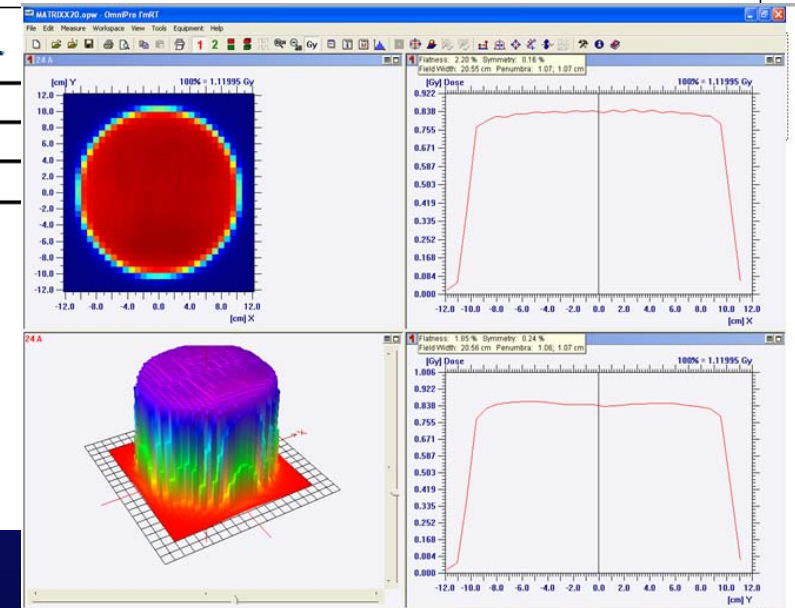 MATRIXX20.opw - OmniPro I'mRT
File Edit Measure Workspace View Tools Equipment Help
1 2 Gy
24 A
[cm] Y 100% = 1.11995 Gy
12.0
10.0
8.0
6.0
4.0
2.0
0.0
-2.0
-4.0
-6.0
-8.0
-10.0
-12.0
-12.0 -8.0 -4.0 0.0 4.0 8.0 12.0
[cm] X
Flatness: 2.20 % Symmetry: 0.16 %
Field Width: 20.55 cm Penumbra: 1.07; 1.07 cm
[Gy] Dose 100% = 1.11995 Gy
0.922
0.838
0.755
0.671
0.587
0.503
0.419
0.335
0.252
0.168
0.084
0.000
-12.0 -10.0 -8.0 -6.0 -4.0 -2.0 0.0 2.0 4.0 6.0 8.0 10.0 12.0
[cm] X
24 A
Flatness: 1.85 % Symmetry: 0.24 %
Field Width: 20.56 cm Penumbra: 1.06; 1.07 cm
[Gy] Dose 100% = 1.11995 Gy
1.006
0.922
0.838
0.755
0.671
0.587
0.503
0.419
0.335
0.252
0.168
0.084
0.000
-12.0 -10.0 -8.0 -6.0 -4.0 -2.0 0.0 2.0 4.0 6.0 8.0 10.0 12.0
[cm] Y